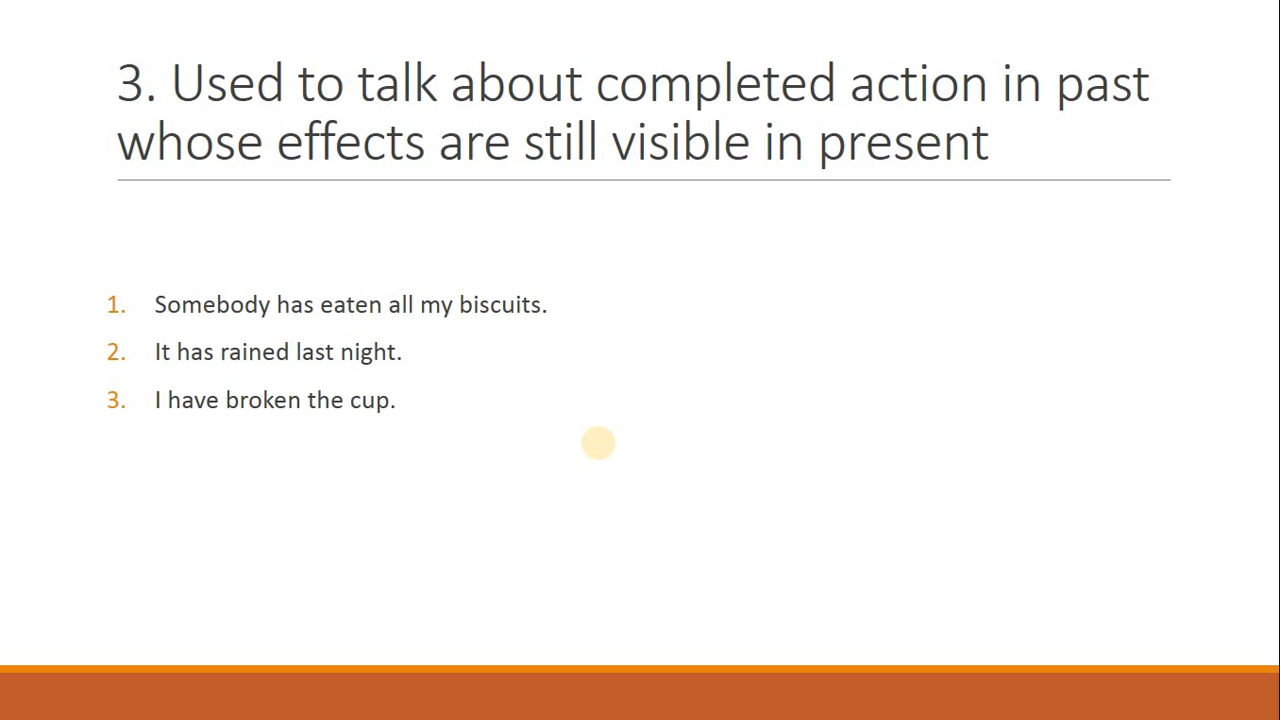 3. Used to talk about completed action in past
whose effects are still visible in present
1. Somebody has eaten all my biscuits.
2. It has rained last night.
3. I have broken the cup.